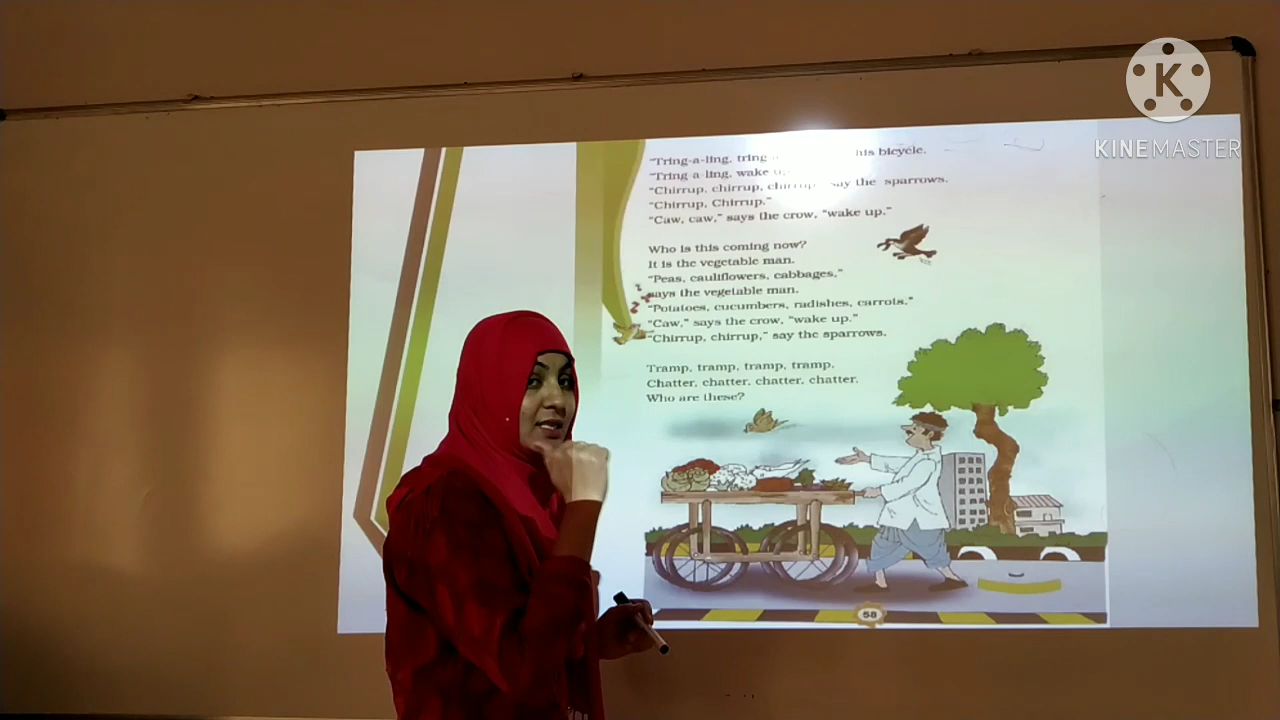 "Tring-a-ling, tring his bicycle.
"Tring a ling, wake
"Chirrup, chirrup, chirrup" say the sparrows.
"Chirrup, Chirrup."
"Caw, caw," says the crow, "wake up."
Who is this coming now?
It is the vegetable man.
"Peas, cauliflowers, cabbages,"
says the vegetable man.
"Potatoes, cucumbers, radishes, carrots,"
"Caw," says the crow, "wake up."
"Chirrup, chirrup," say the sparrows.
Tramp, tramp, tramp, tramp.
Chatter, chatter, chatter, chatter.
Who are these?
58
K
KINEMASTER